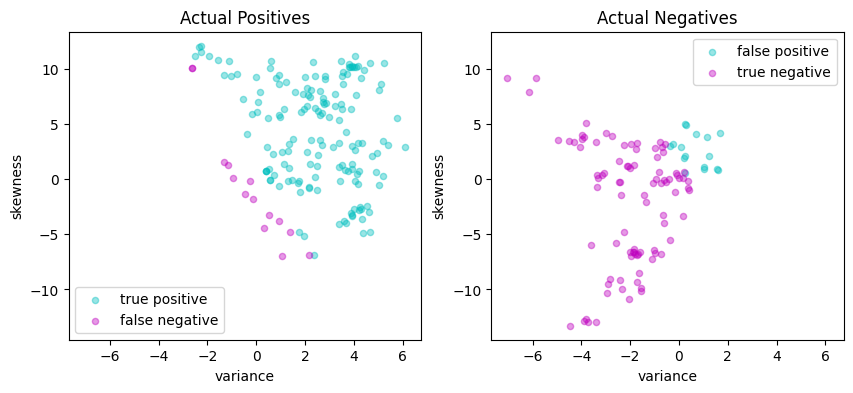 Actual Positives
skewness
10
5
0
−5
−10
true positive
false negative
−6 −4 −2 0 2 4 6
variance
Actual Negatives
skewness
10
5
0
−5
−10
false positive
true negative
−6 −4 −2 0 2 4 6
variance